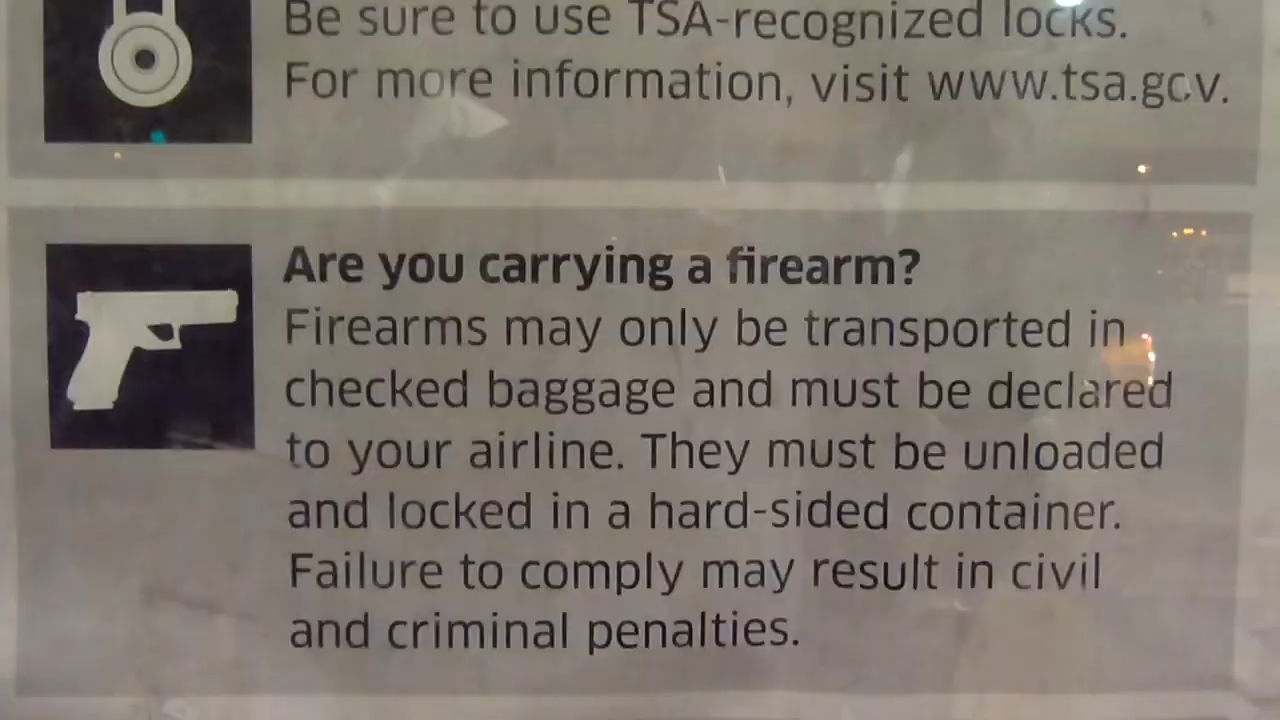 Be sure to use TSA-recognized locks.
For more information, visit www.tsa.gov.
Are you carrying a firearm?
Firearms may only be transported in
checked baggage and must be declared
to your airline. They must be unloaded
and locked in a hard-sided container.
Failure to comply may result in civil
and criminal penalties.